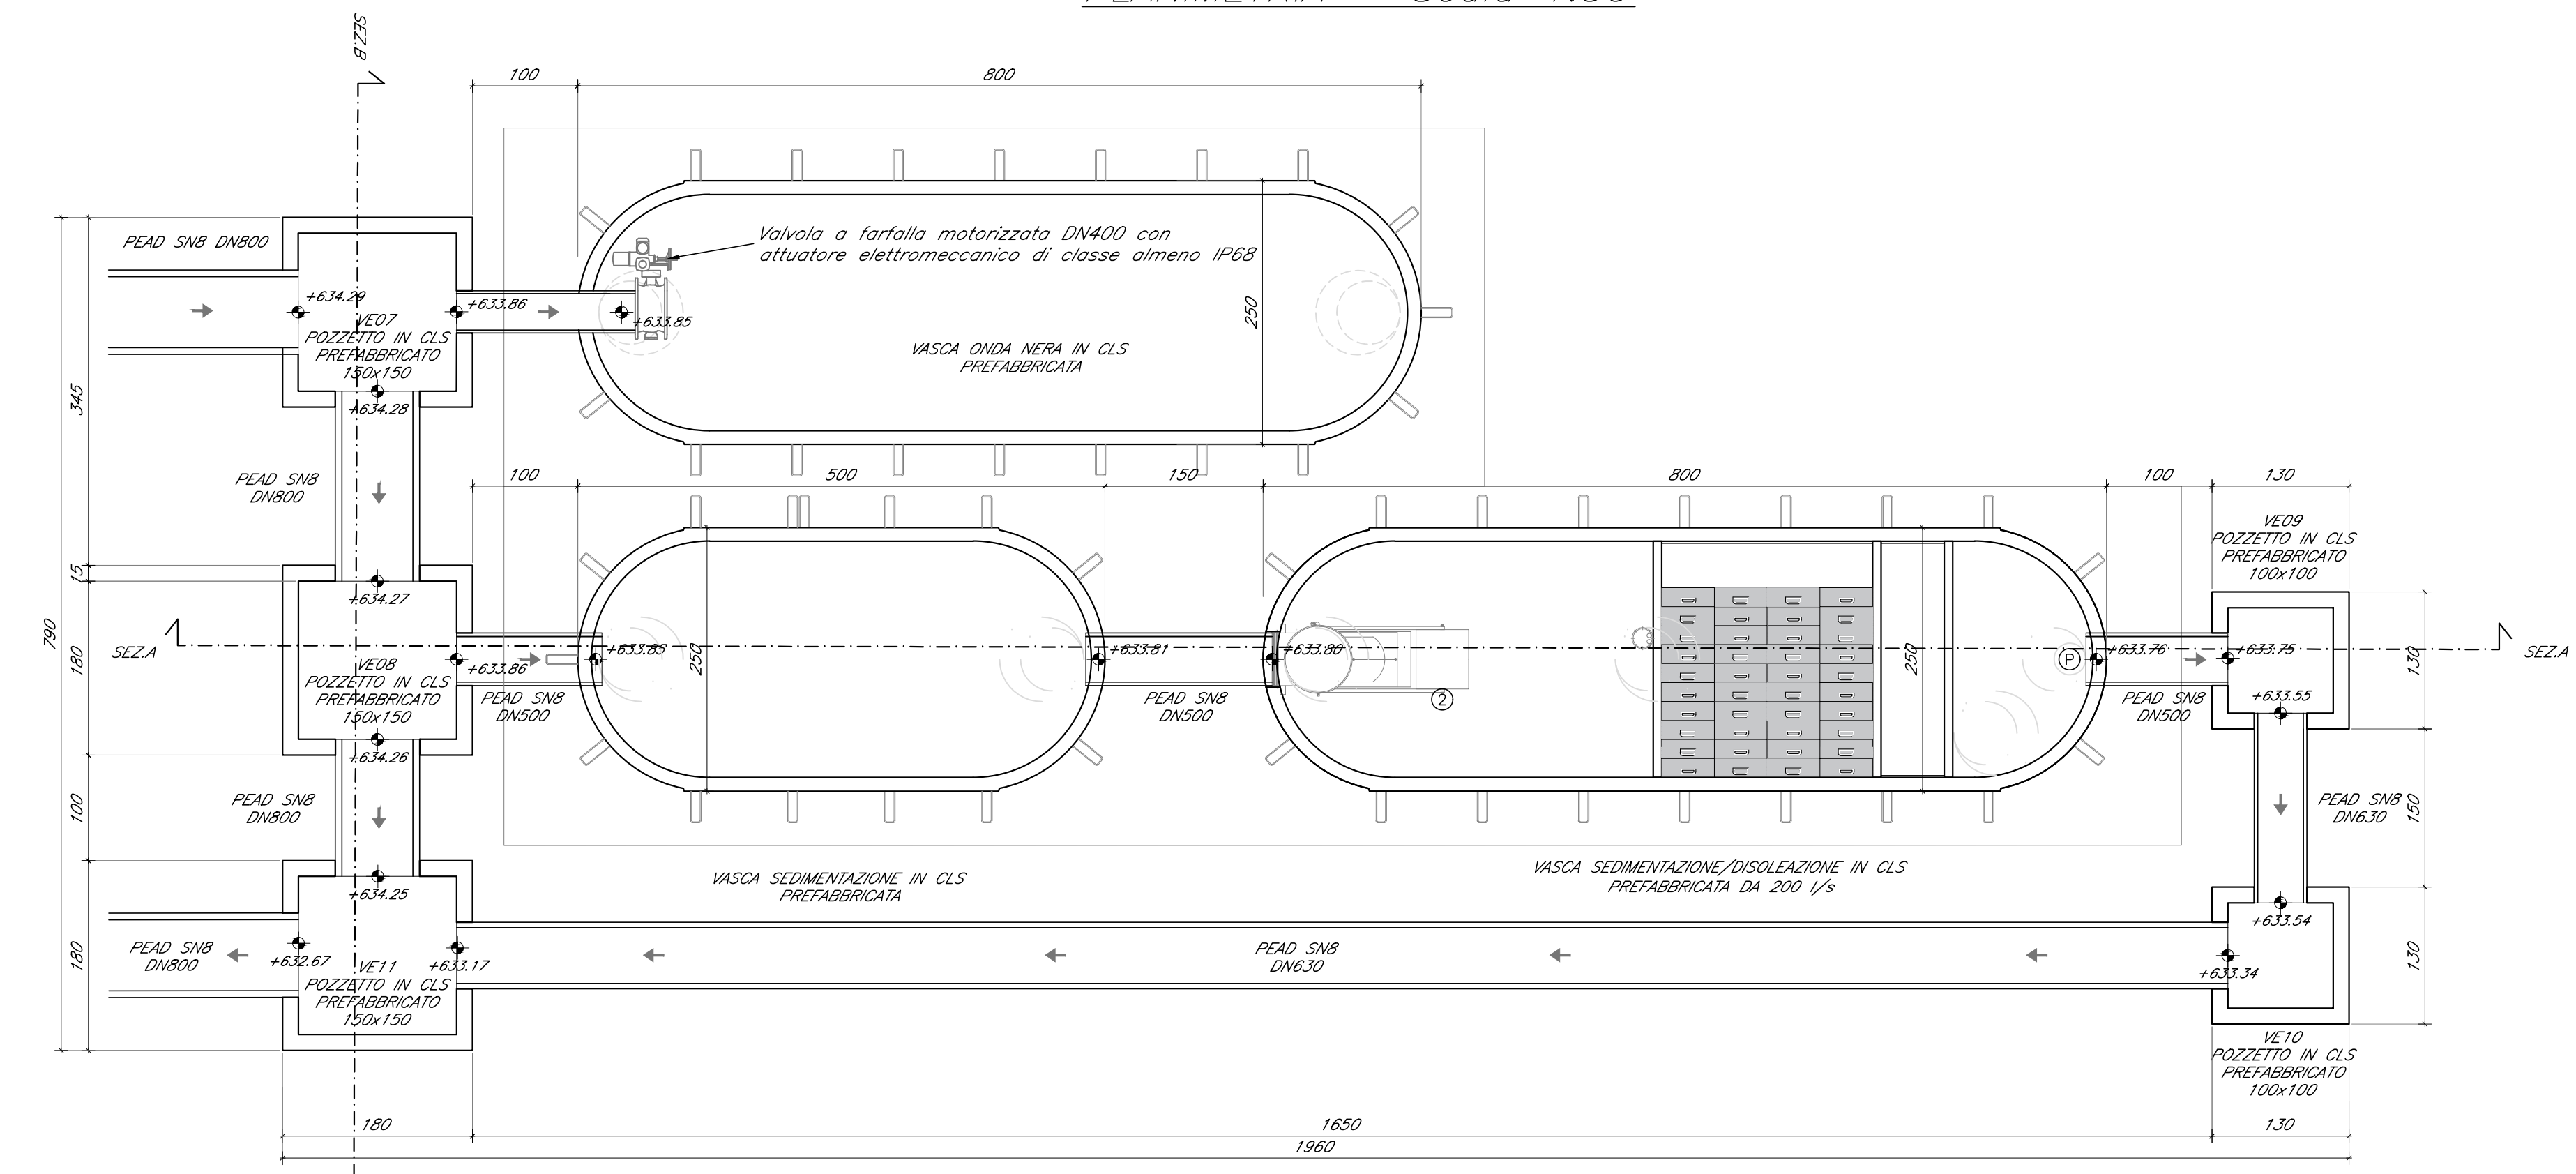 SEZ.B
100
800
PEAD SN8 DN800
Valvola a farfalla motorizzata DN400 con
attuatore elettromeccanico di classe almeno IP68
+634.29
+633.86
+633.85
250
VE07
POZZETTO IN CLS
PREFABBRICATO
150x150
VASCA ONDA NERA IN CLS
PREFABBRICATA
345
+634.28
PEAD SN8
DN800
100
500
150
800
100
130
VE09
POZZETTO IN CLS
PREFABBRICATO
100x100
15
+634.27
790
180
SEZ.A
+633.86
+633.85
250
+633.81
+633.80
250
P
+633.76
+633.75
130
SEZ.A
VE08
POZZETTO IN CLS
PREFABBRICATO
150x150
PEAD SN8
DN500
PEAD SN8
DN500
2
PEAD SN8
DN500
+633.55
+634.26
PEAD SN8
DN800
100
PEAD SN8
DN630
150
+634.25
VASCA SEDIMENTAZIONE IN CLS
PREFABBRICATA
VASCA SEDIMENTAZIONE/DISOLEAZIONE IN CLS
PREFABBRICATA DA 200 l/s
+633.54
180
PEAD SN8
DN800
+632.67
+633.17
PEAD SN8
DN630
+633.34
130
VE11
POZZETTO IN CLS
PREFABBRICATO
150x150
VE10
POZZETTO IN CLS
PREFABBRICATO
100x100
180
1650
130
1960